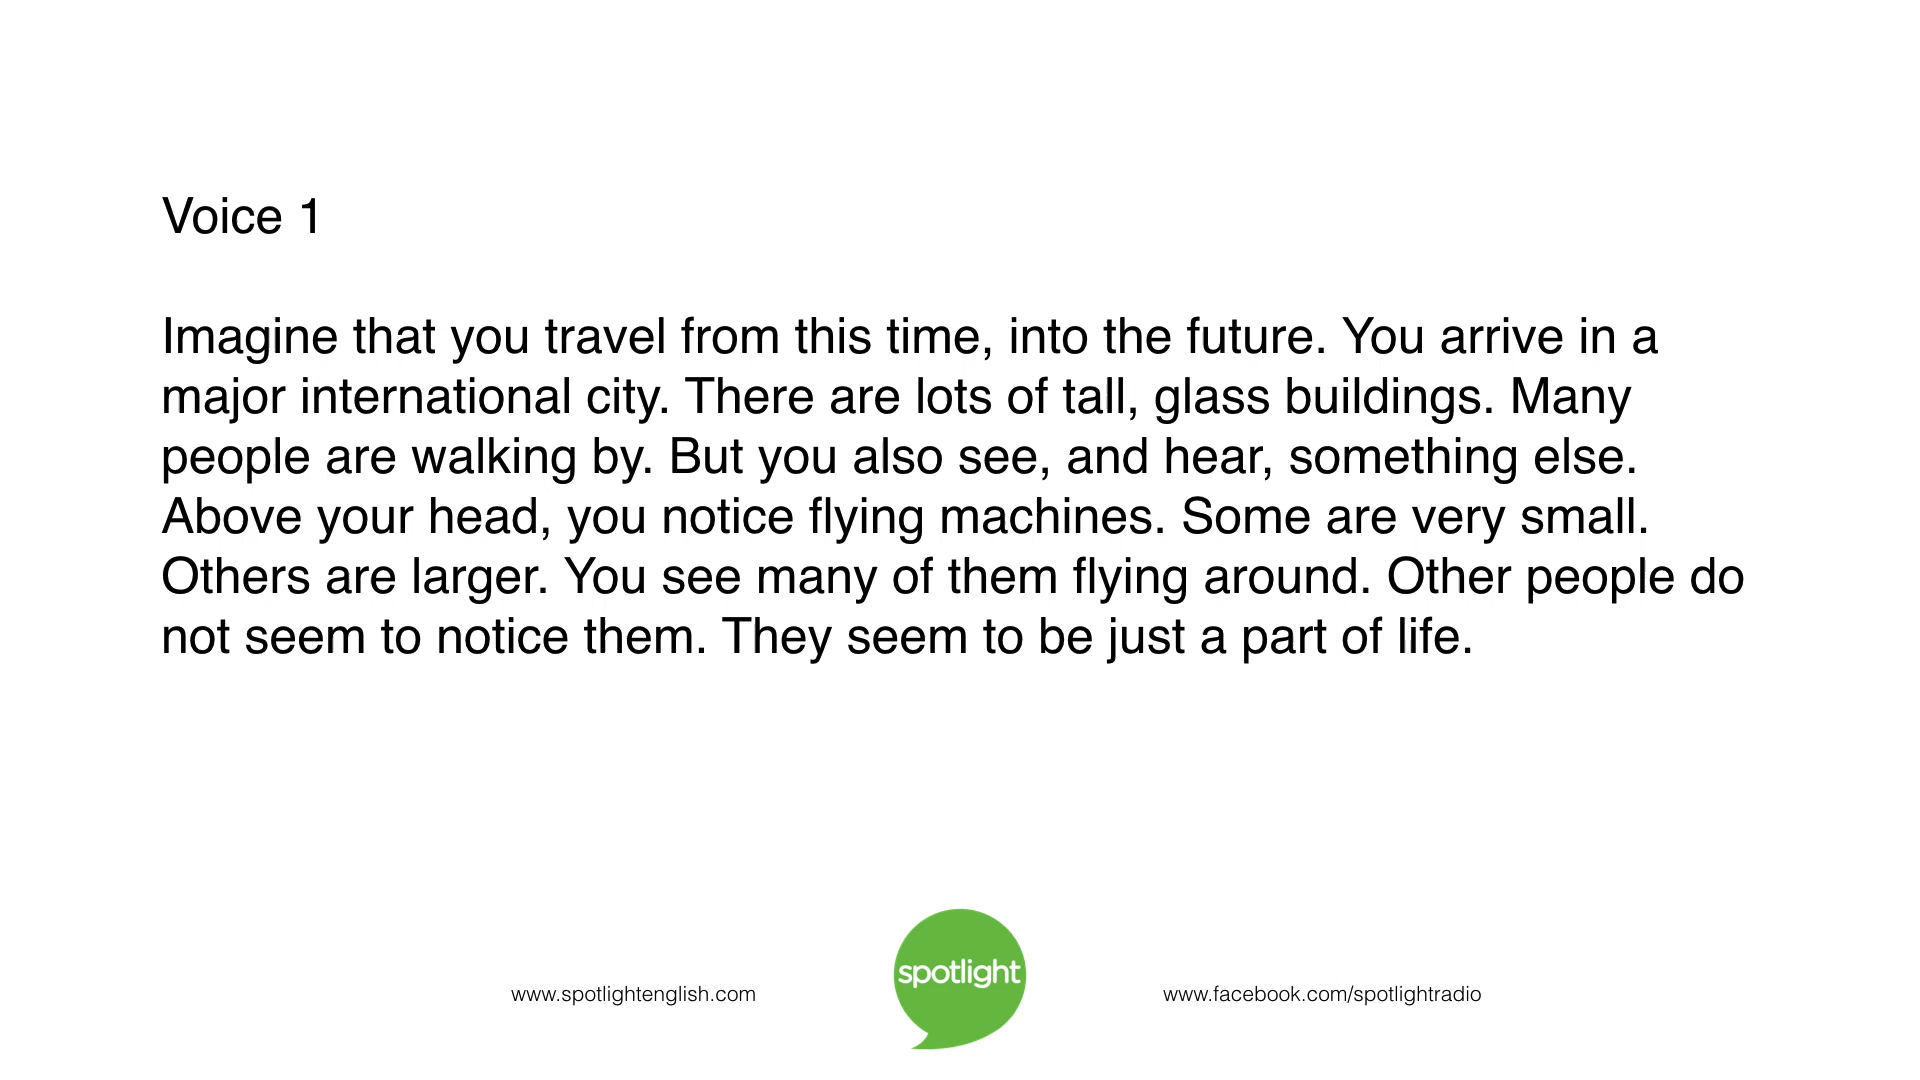 Voice 1
Imagine that you travel from this time, into the future. You arrive in a
major international city. There are lots of tall, glass buildings. Many
people are walking by. But you also see, and hear, something else.
Above your head, you notice flying machines. Some are very small.
Others are larger. You see many of them flying around. Other people do
not seem to notice them. They seem to be just a part of life.
spotlight
www.spotlightenglish.com
www.facebook.com/spotlightradio